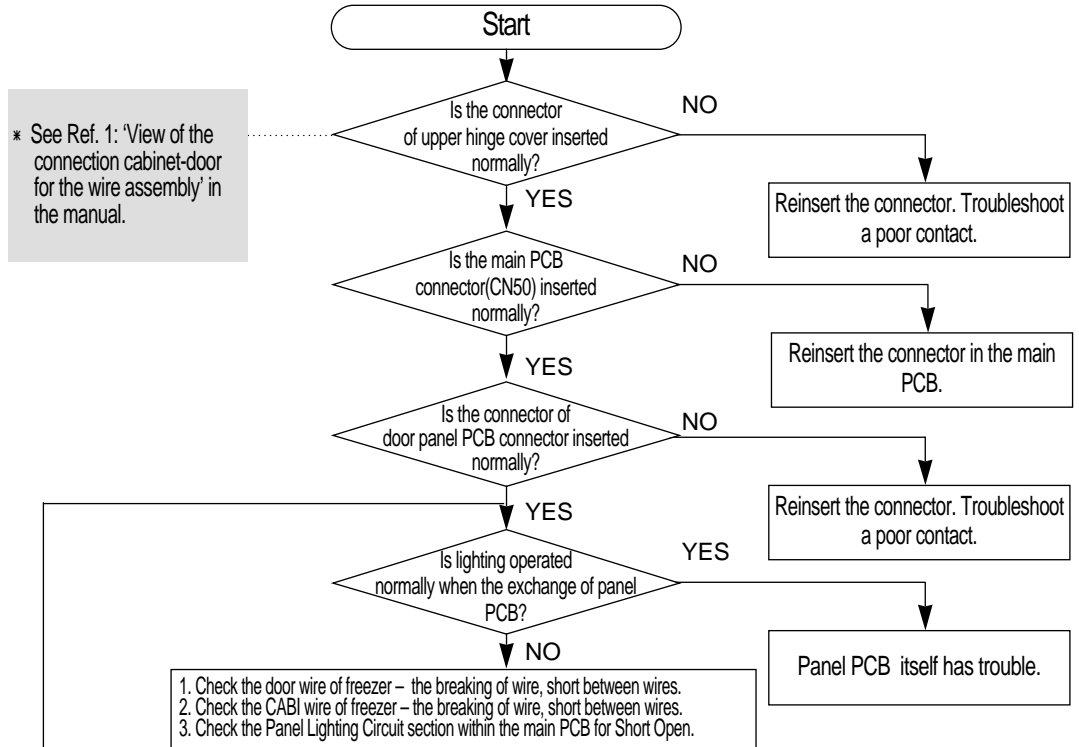 Start
Is the connector
of upper hinge cover inserted
normally?
NO
* See Ref. 1: 'View of the
connection cabinet-door
for the wire assembly' in
the manual.
Reinsert the connector. Troubleshoot
a poor contact.
YES
Is the main PCB
connector(CN50) inserted
normally?
NO
Reinsert the connector in the main
PCB.
YES
Is the connector of
door panel PCB connector inserted
normally?
NO
Reinsert the connector. Troubleshoot
a poor contact.
YES
Is lighting operated
normally when the exchange of panel
PCB?
YES
Panel PCB itself has trouble.
NO
1. Check the door wire of freezer – the breaking of wire, short between wires.
2. Check the CABI wire of freezer – the breaking of wire, short between wires.
3. Check the Panel Lighting Circuit section within the main PCB for Short Open.